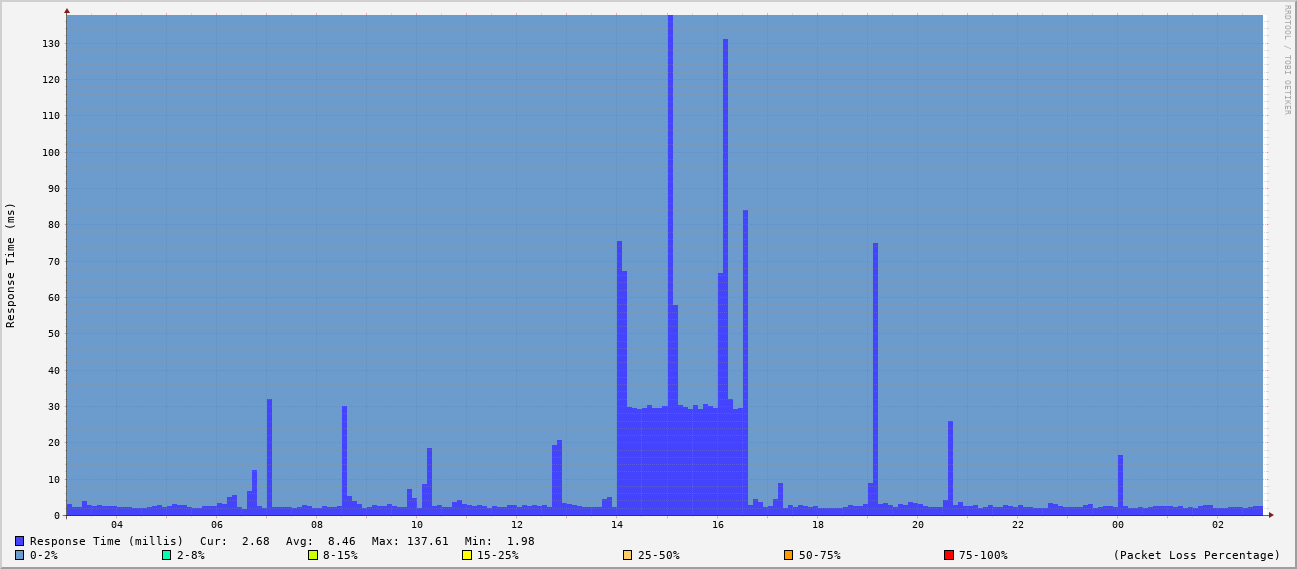 RRDTOOL / TOBI OETIKER
Response Time (ms)
130
120
110
100
90
80
70
60
50
40
30
20
10
0
04 06 08 10 12 14 16 18 20 22 00 02
Response Time (millis) Cur: 2.68 Avg: 8.46 Max: 137.61 Min: 1.98
0-2% 2-8% 8-15% 15-25% 25-50% 50-75% 75-100% (Packet Loss Percentage)